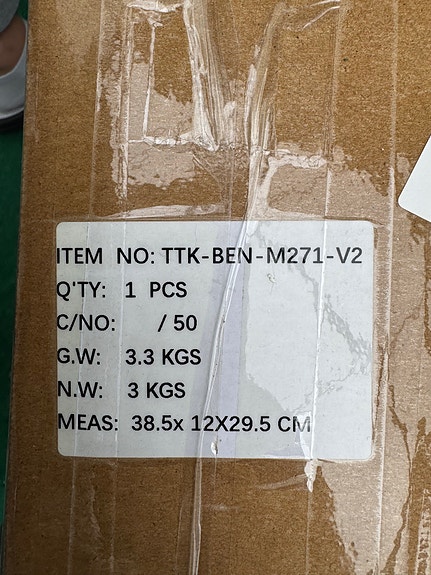 ITEM NO: TTK-BEN-M271-V2
Q'TY: 1 PCS
C/NO: / 50
G.W: 3.3 KGS
N.W: 3 KGS
MEAS: 38.5x 12X29.5 CM